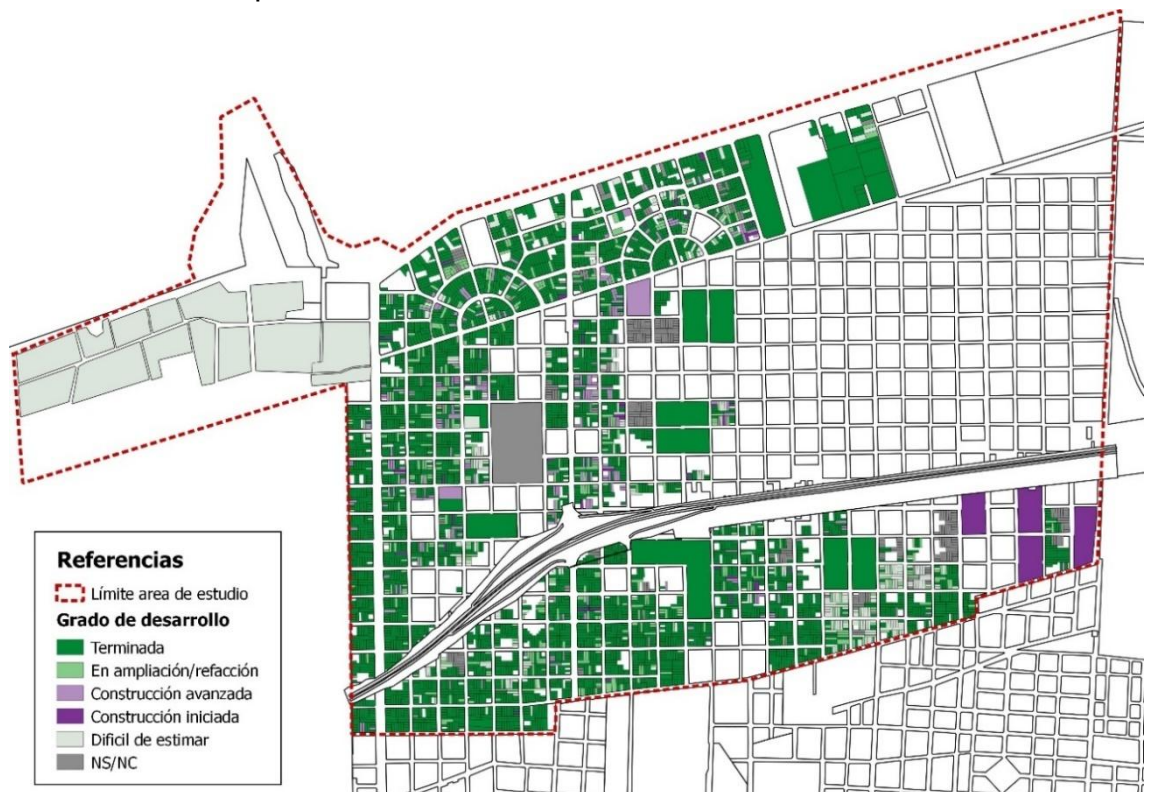 Referencias
Límite area de estudio
Grado de desarrollo
Terminada
En ampliación/refacción
Construcción avanzada
Construcción iniciada
Dificil de estimar
NS/NC